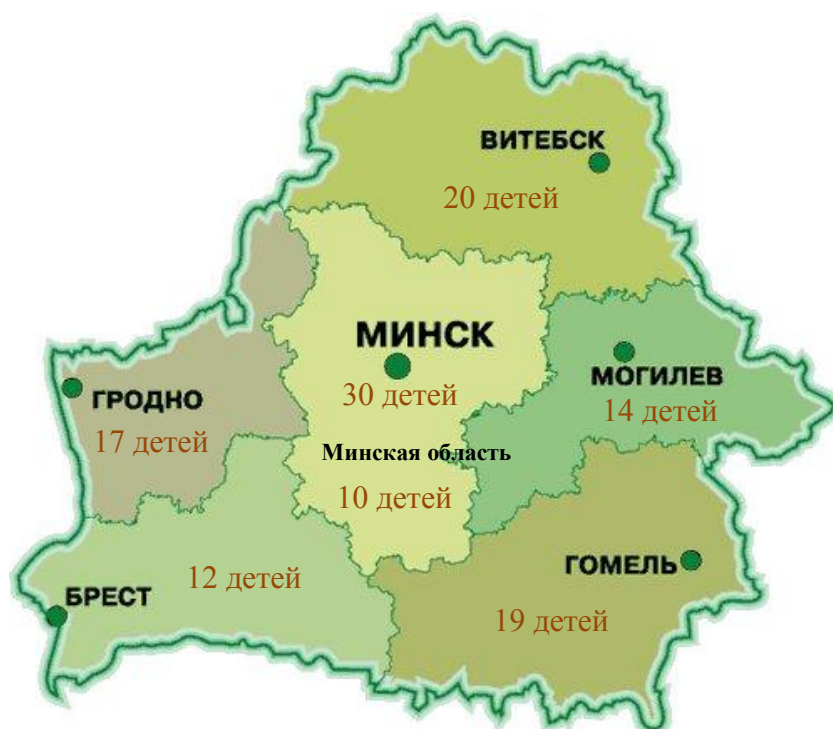 ВИТЕБСК
20 детей
МИНСК
30 детей
МОГИЛЕВ
14 детей
ГРОДНО
17 детей
Минская область
10 детей
ГОМЕЛЬ
19 детей
БРЕСТ
12 детей